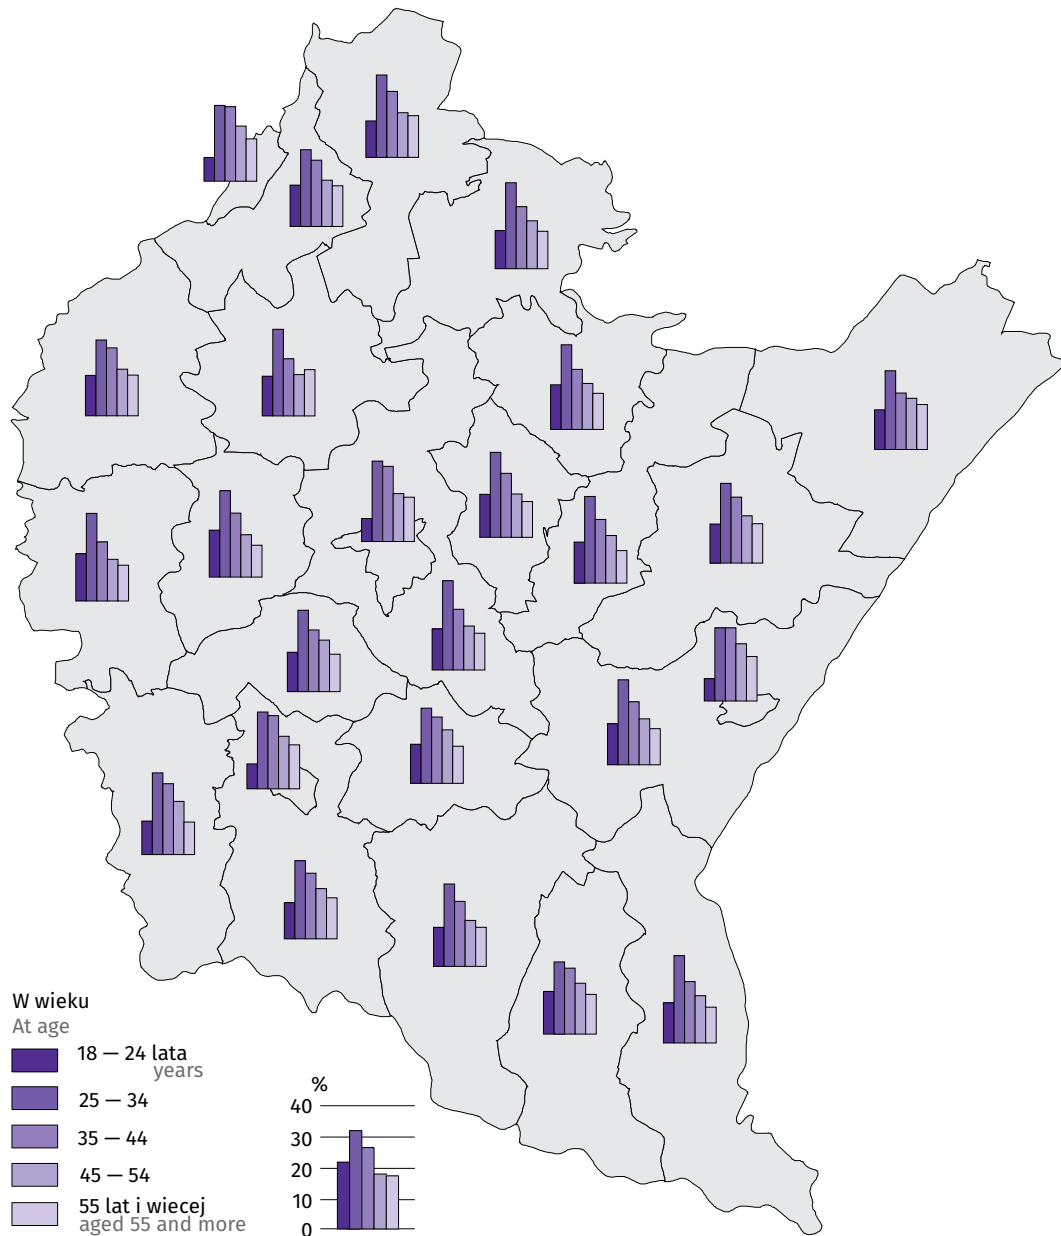 W wieku
At age
18 — 24 lata
years
25 — 34
35 — 44
45 — 54
55 lat i wiecej
aged 55 and more
%
40
30
20
10
0